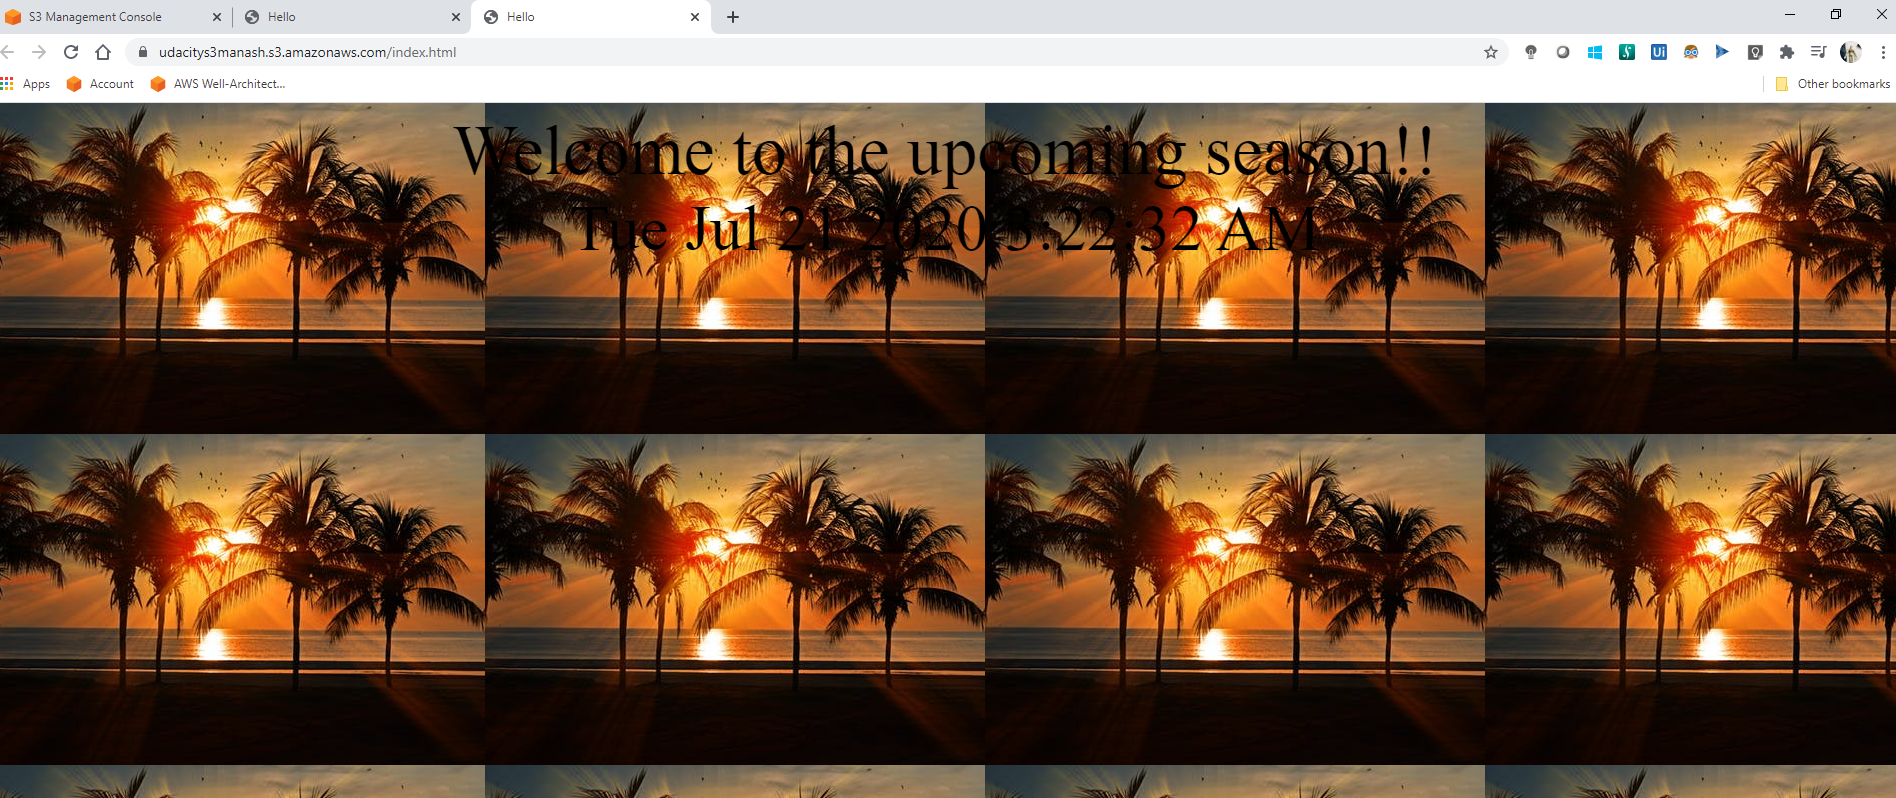 S3 Management Console
Hello
Hello
udacitys3manash.s3.amazonaws.com/index.html
Ui
Apps
Account
AWS Well-Architect...
Other bookmarks
Welcome to the upcoming season!!
Tue Jul 21 2020 3:22:32 AM